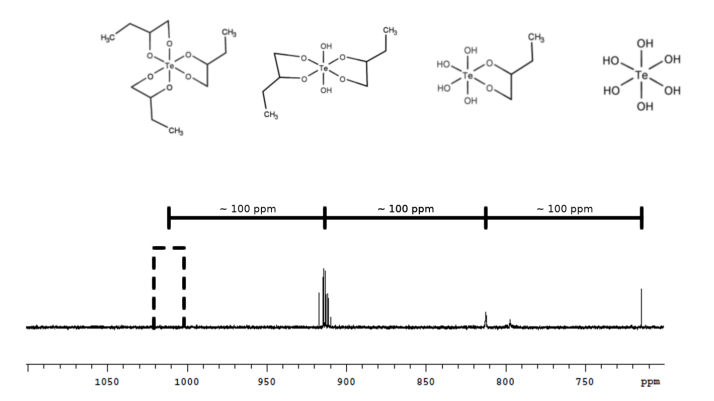 H₃C
O
O
CH₃
O
Te
O
O
O
CH₃
OH
O
O
CH₃
Te
O
O
OH
CH₃
CH₃
OH
HO
O
Te
HO
O
OH
OH
HO
OH
Te
HO
OH
OH
~ 100 ppm
~ 100 ppm
~ 100 ppm
1050
1000
950
900
850
800
750
ppm